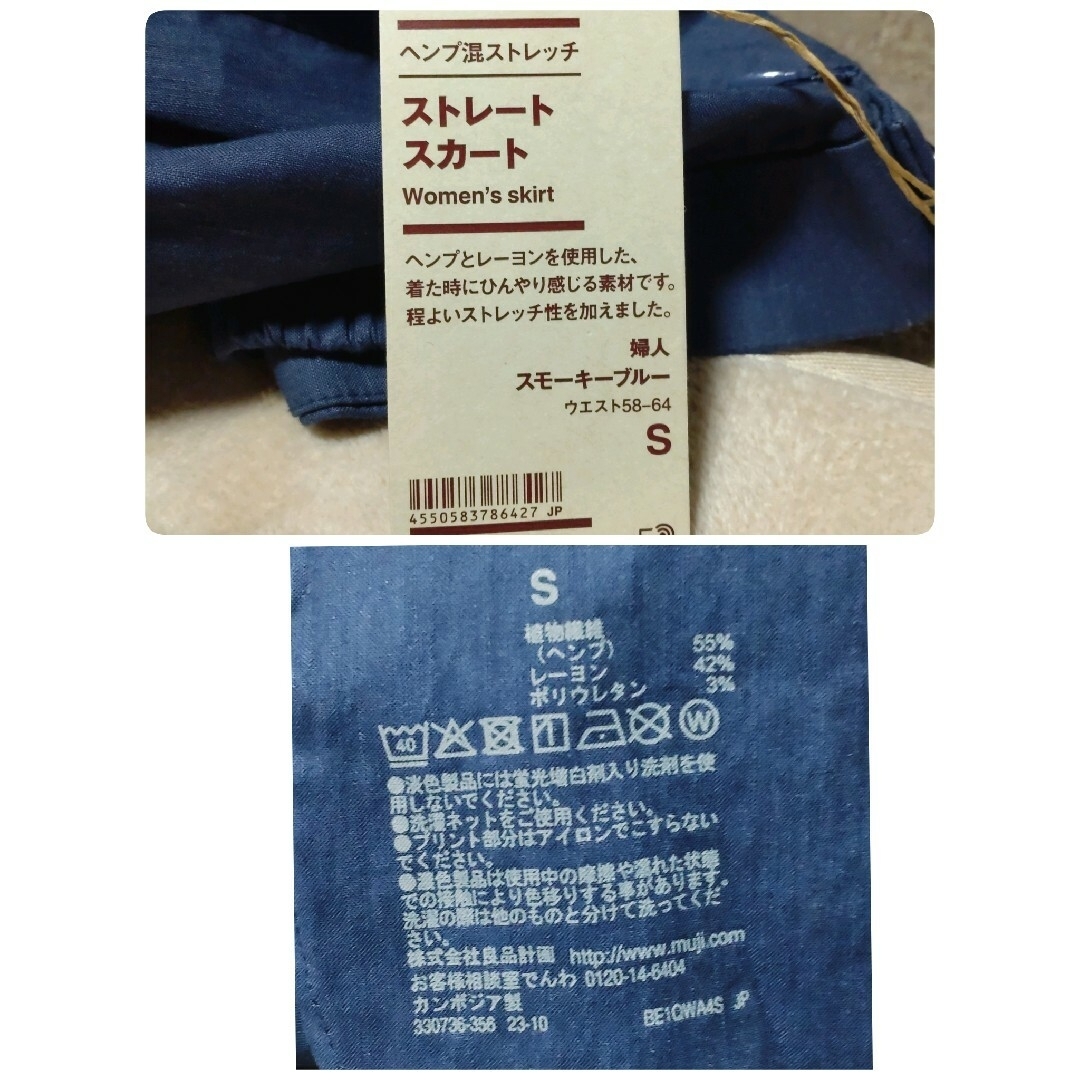 ヘンプ混ストレッチ
ストレート
スカート
Women's skirt
ヘンプとレーヨンを使用した、
着た時にひんやり感じる素材です。
程よいストレッチ性を加えました。
婦人
スモーキーブルー
ウエスト58–64
S
4550583786427 JP
S
植物繊維
(ヘンプ) 55%
レーヨン 42%
ポリウレタン 3%
40
W
●淡色製品には蛍光増白剤入り洗剤を使
用しないでください。
●洗濯ネットをご使用ください。
●プリント部分はアイロンでこすらない
でください。
●濃色製品は使用中の摩擦や濡れた状態
での接触により色移りする事があります。
洗濯の際は他のものと分けて洗ってくだ
さい。
株式会社良品計画 http://www.muji.com
お客様相談室でんわ 0120-14-6404
カンボジア製
330736-356 23-10 BE1QWA4S JP